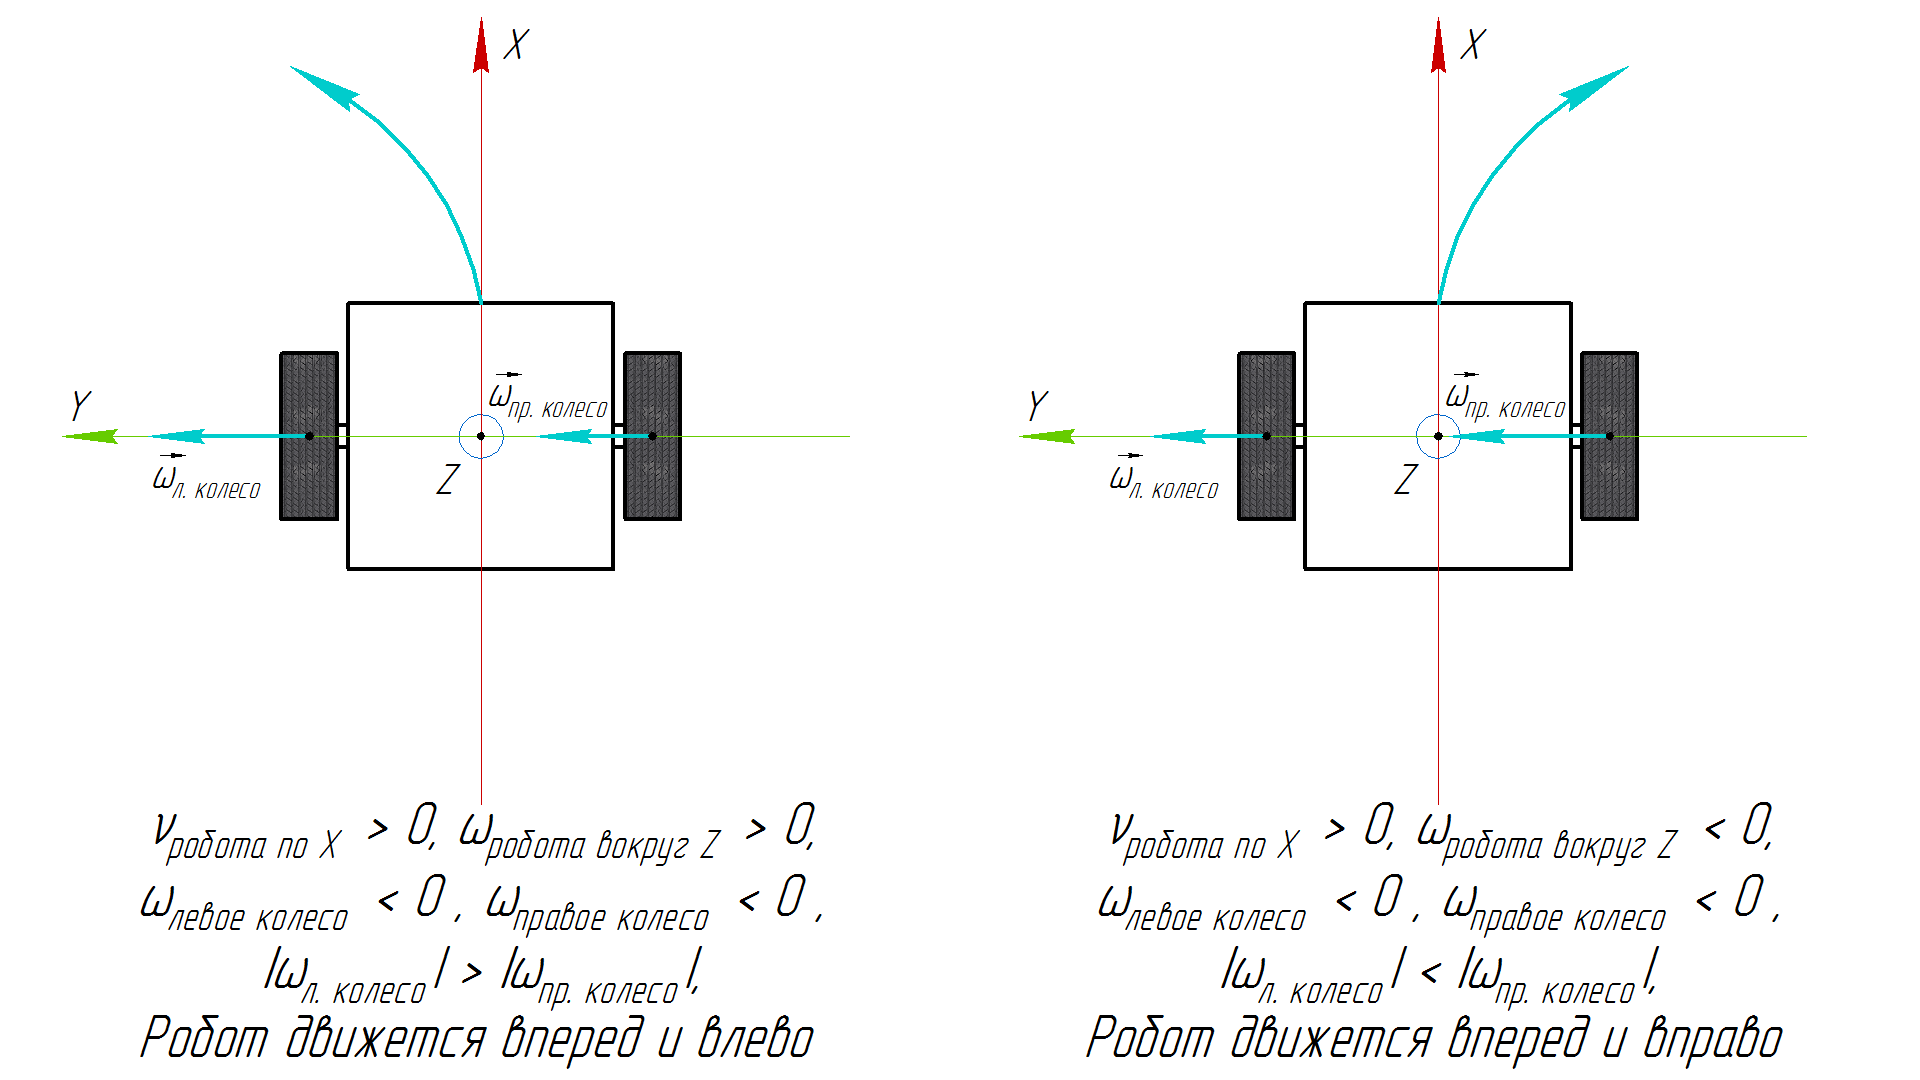 X
Y
ω пр. колесо
ω л. колесо
Z
ν робота по X > 0, ω робота вокруг Z > 0,
ω левое колесо < 0 , ω правое колесо < 0 ,
|ω л. колесо| > |ω пр. колесо|,
Робот движется вперед и влево
X
Y
ω пр. колесо
ω л. колесо
Z
ν робота по X > 0, ω робота вокруг Z < 0,
ω левое колесо < 0 , ω правое колесо < 0 ,
|ω л. колесо| < |ω пр. колесо|,
Робот движется вперед и вправо